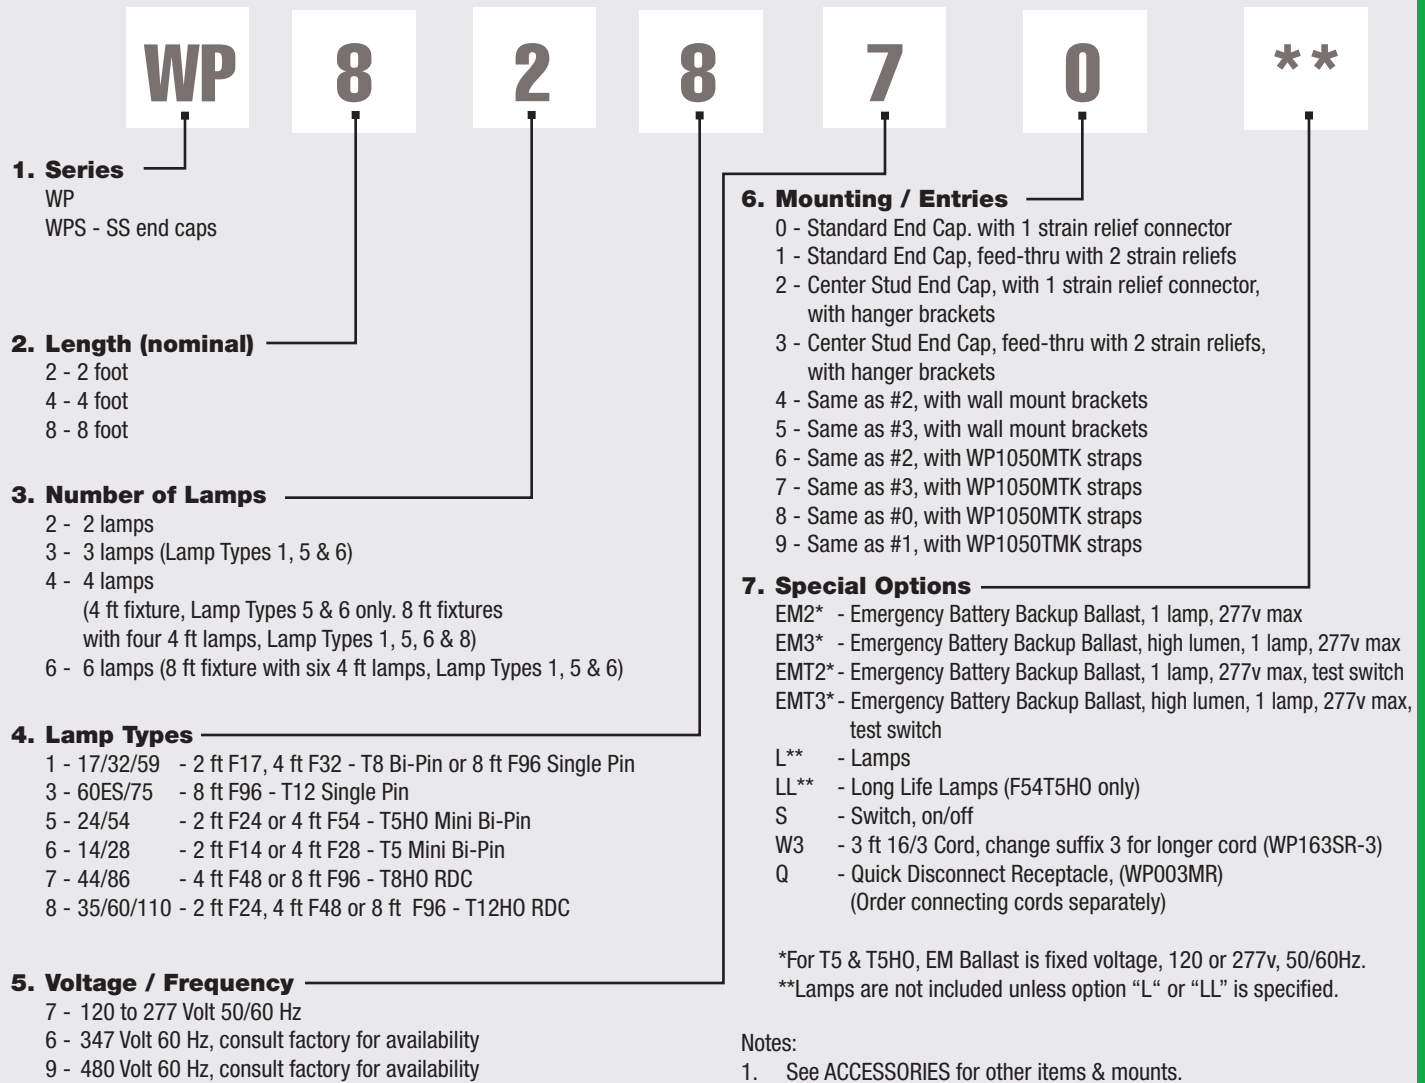 WP 8 2 8 7 0 **
1. Series
WP
WPS - SS end caps
2. Length (nominal)
2 - 2 foot
4 - 4 foot
8 - 8 foot
3. Number of Lamps
2 - 2 lamps
3 - 3 lamps (Lamp Types 1, 5 & 6)
4 - 4 lamps
(4 ft fixture, Lamp Types 5 & 6 only. 8 ft fixtures
with four 4 ft lamps, Lamp Types 1, 5, 6 & 8)
6 - 6 lamps (8 ft fixture with six 4 ft lamps, Lamp Types 1, 5 & 6)
4. Lamp Types
1 - 17/32/59 - 2 ft F17, 4 ft F32 - T8 Bi-Pin or 8 ft F96 Single Pin
3 - 60ES/75 - 8 ft F96 - T12 Single Pin
5 - 24/54 - 2 ft F24 or 4 ft F54 - T5HO Mini Bi-Pin
6 - 14/28 - 2 ft F14 or 4 ft F28 - T5 Mini Bi-Pin
7 - 44/86 - 4 ft F48 or 8 ft F96 - T8HO RDC
8 - 35/60/110 - 2 ft F24, 4 ft F48 or 8 ft F96 - T12HO RDC
5. Voltage / Frequency
7 - 120 to 277 Volt 50/60 Hz
6 - 347 Volt 60 Hz, consult factory for availability
9 - 480 Volt 60 Hz, consult factory for availability
6. Mounting / Entries
0 - Standard End Cap. with 1 strain relief connector
1 - Standard End Cap, feed-thru with 2 strain reliefs
2 - Center Stud End Cap, with 1 strain relief connector,
with hanger brackets
3 - Center Stud End Cap, feed-thru with 2 strain reliefs,
with hanger brackets
4 - Same as #2, with wall mount brackets
5 - Same as #3, with wall mount brackets
6 - Same as #2, with WP1050MTK straps
7 - Same as #3, with WP1050MTK straps
8 - Same as #0, with WP1050MTK straps
9 - Same as #1, with WP1050TMK straps
7. Special Options
EM2* - Emergency Battery Backup Ballast, 1 lamp, 277v max
EM3* - Emergency Battery Backup Ballast, high lumen, 1 lamp, 277v max
EMT2* - Emergency Battery Backup Ballast, 1 lamp, 277v max, test switch
EMT3* - Emergency Battery Backup Ballast, high lumen, 1 lamp, 277v max,
test switch
L** - Lamps
LL** - Long Life Lamps (F54T5HO only)
S - Switch, on/off
W3 - 3 ft 16/3 Cord, change suffix 3 for longer cord (WP163SR-3)
Q - Quick Disconnect Receptacle, (WP003MR)
(Order connecting cords separately)
*For T5 & T5HO, EM Ballast is fixed voltage, 120 or 277v, 50/60Hz.
**Lamps are not included unless option “L“ or “LL” is specified.
Notes:
1. See ACCESSORIES for other items & mounts.